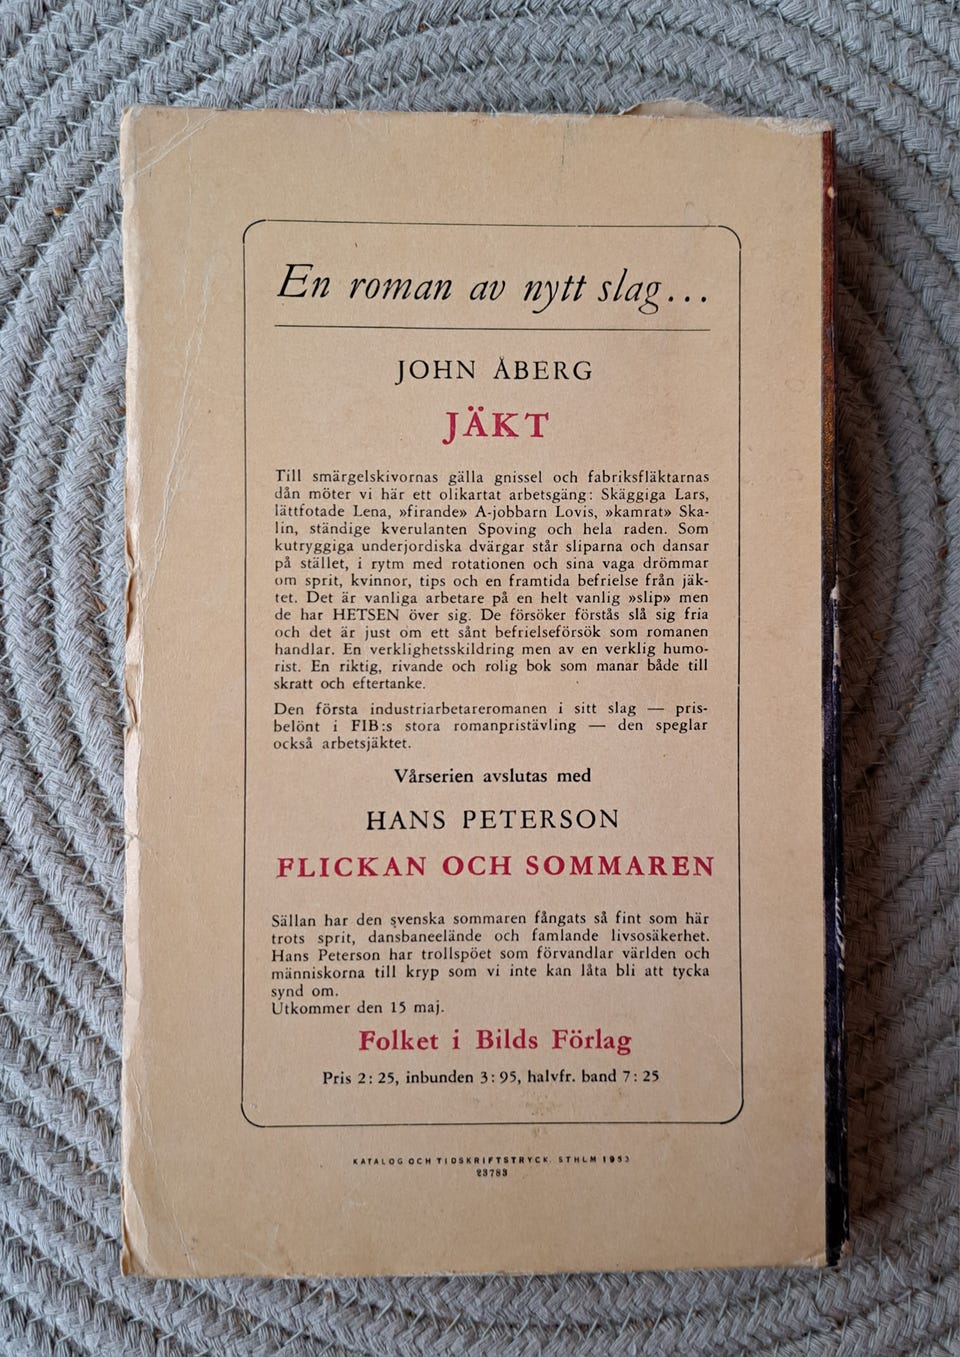 En roman av nytt slag...
JOHN ÅBERG
JÄKT
Till smärgelskivornas gälla gnissel och fabriksfläktarnas
dån möter vi här ett olikartat arbetsgäng: Skäggiga Lars,
lättfotade Lena, »firande» A-jobbarn Lovis, »kamrat» Ska-
lin, ständige kverulanten Spoving och hela raden. Som
kutryggiga underjordiska dvärgar står sliparna och dansar
på stället, i rytm med rotationen och sina vaga drömmar
om sprit, kvinnor, tips och en framtida befrielse från jäk-
tet. Det är vanliga arbetare på en helt vanlig »slip» men
de har HETSEN över sig. De försöker förstås slå sig fria
och det är just om ett sånt befrielseförsök som romanen
handlar. En verklighetsskildring men av en verklig humo-
rist. En riktig, rivande och rolig bok som manar både till
skratt och eftertanke.
Den första industriarbetareromanen i sitt slag — pris-
belönt i FIB:s stora romanpristävling — den speglar
också arbetsjäktet.
Vårserien avslutas med
HANS PETERSON
FLICKAN OCH SOMMAREN
Sällan har den svenska sommaren fångats så fint som här
trots sprit, dansbaneelände och famlande livsosäkerhet.
Hans Peterson har trollspöet som förvandlar världen och
människorna till kryp som vi inte kan låta bli att tycka
synd om.
Utkommer den 15 maj.
Folket i Bilds Förlag
Pris 2:25, inbunden 3:95, halvfr. band 7:25
KATALOG OCH TIDSKRIFTSTRYCK. STHLM 1953
23783